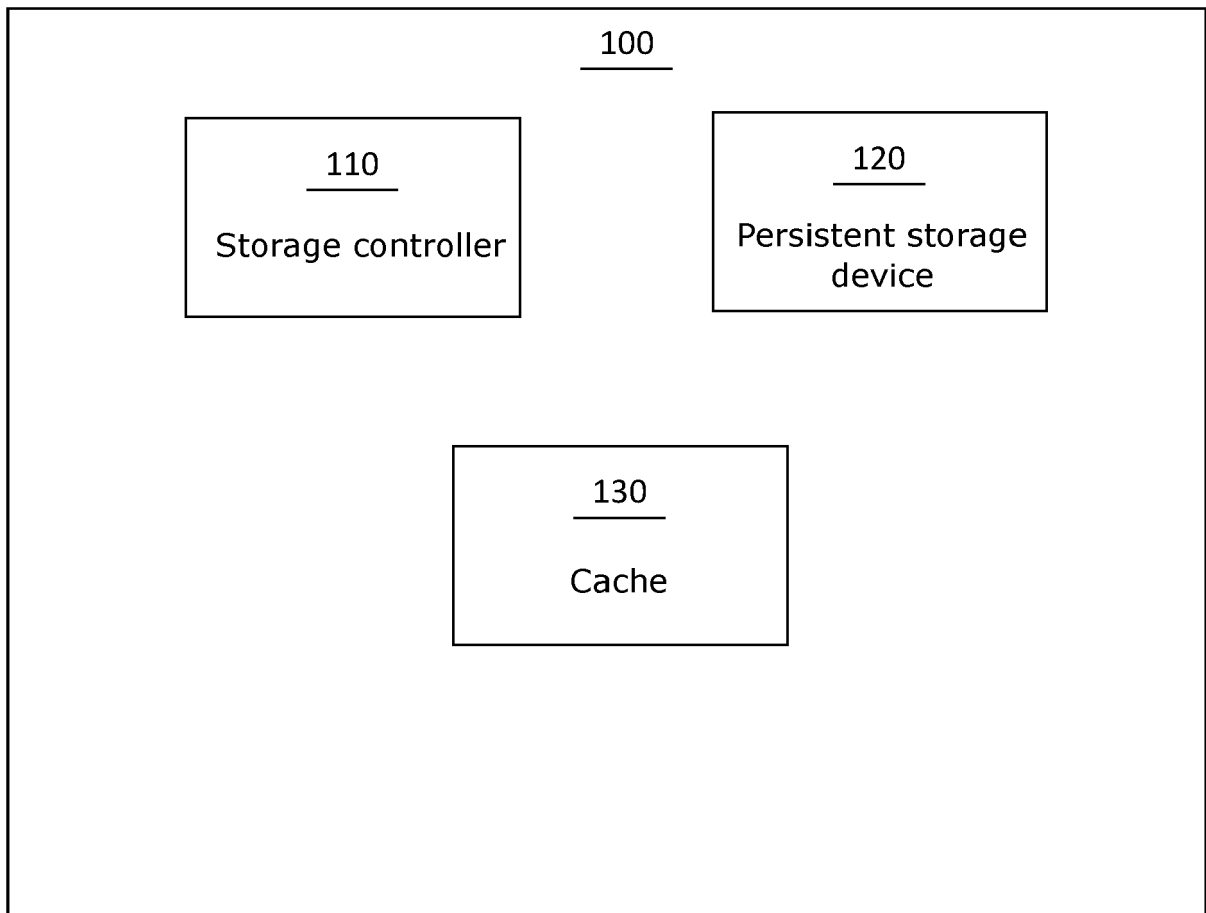 100
110
Storage controller
120
Persistent storage
device
130
Cache